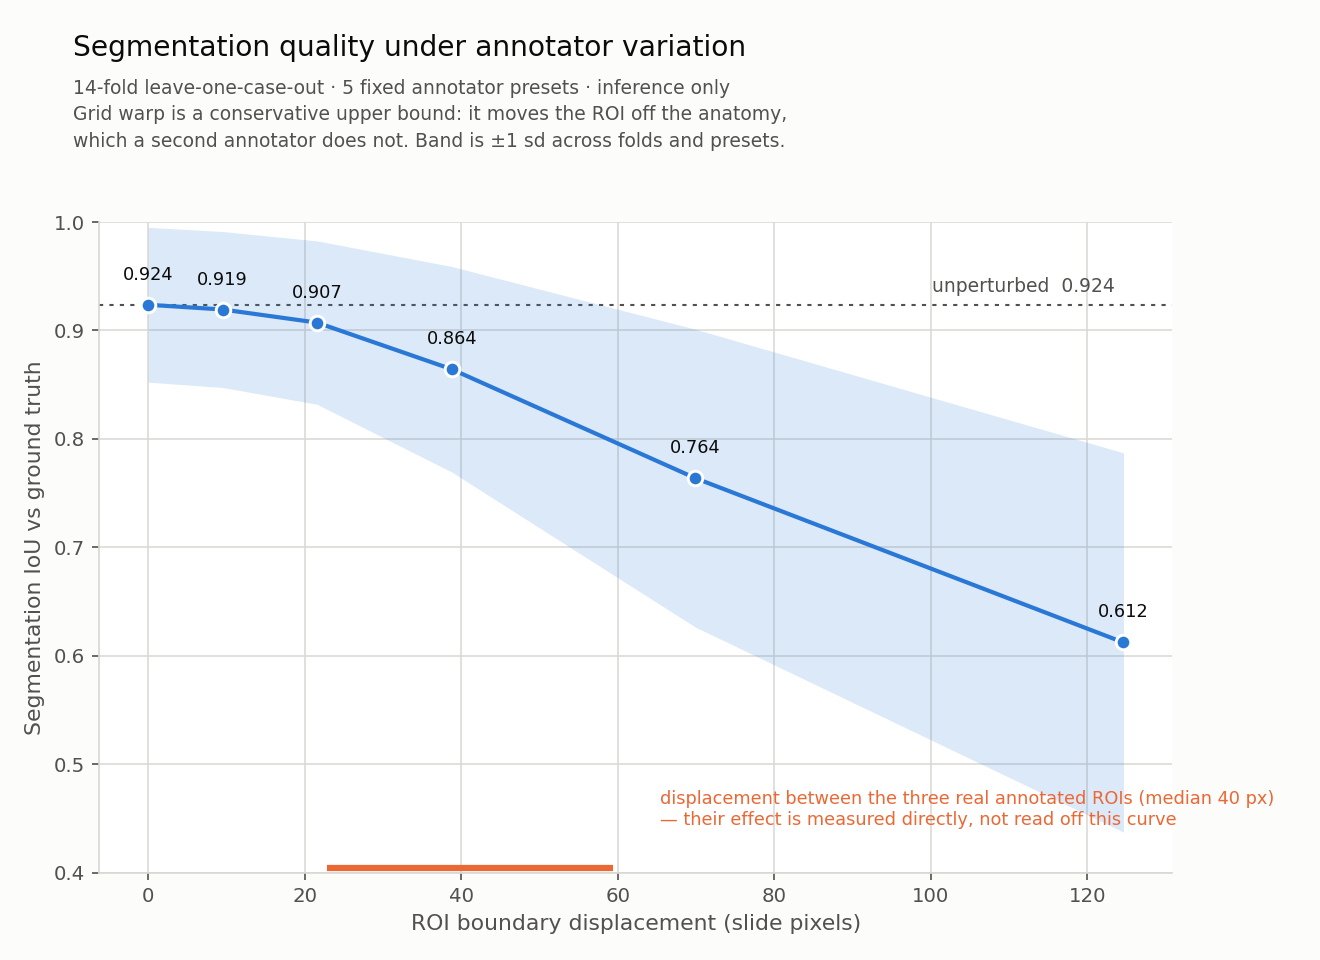 Segmentation quality under annotator variation
14-fold leave-one-case-out · 5 fixed annotator presets · inference only
Grid warp is a conservative upper bound: it moves the ROI off the anatomy,
which a second annotator does not. Band is ±1 sd across folds and presets.
1.0
0.9
0.8
0.7
0.6
0.5
0.4
Segmentation IoU vs ground truth
0.924
0.919
0.907
0.864
0.764
0.612
unperturbed 0.924
displacement between the three real annotated ROIs (median 40 px)
— their effect is measured directly, not read off this curve
0 20 40 60 80 100 120
ROI boundary displacement (slide pixels)